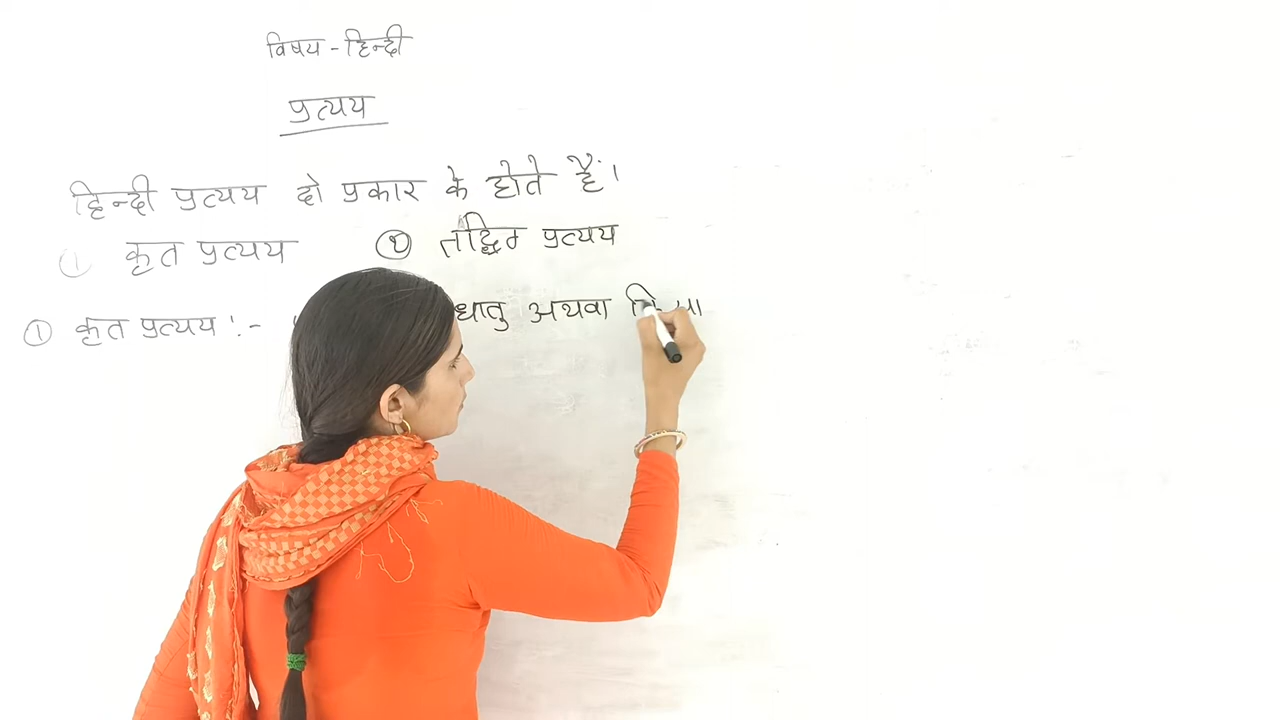 विषय - हिन्दी
प्रत्यय
हिन्दी प्रत्यय दो प्रकार के होते हैं।
① कृत प्रत्यय ② तद्धित प्रत्यय
① कृत प्रत्यय :- धातु अथवा